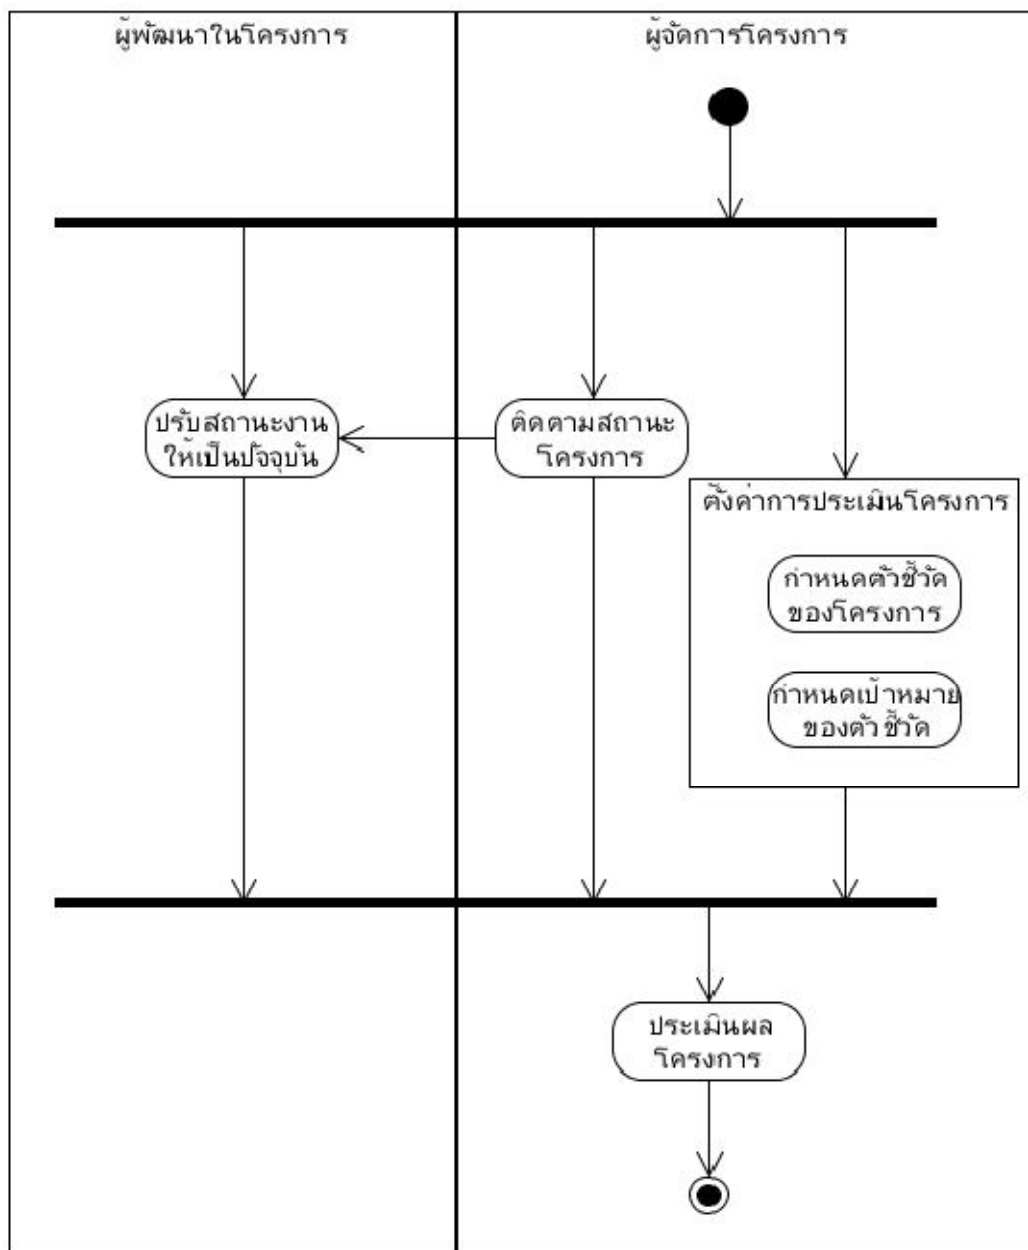 ผู้พัฒนาในโครงการ
ผู้จัดการโครงการ
ปรับสถานะงาน
ให้เป็นปัจจุบัน
ติดตามสถานะ
โครงการ
ตั้งค่าการประเมินโครงการ
กำหนดตัวชี้วัด
ของโครงการ
กำหนดเป้าหมาย
ของตัวชี้วัด
ประเมินผล
โครงการ